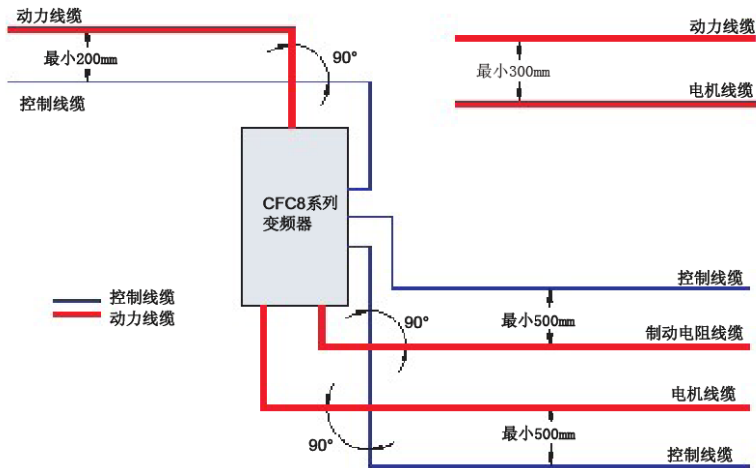 动力线缆
动力线缆
最小200mm
90°
最小300mm
控制线缆
电机线缆
CFC8系列
变频器
控制线缆
控制线缆
动力线缆
最小500mm
90°
制动电阻线缆
电机线缆
90°
最小500mm
控制线缆